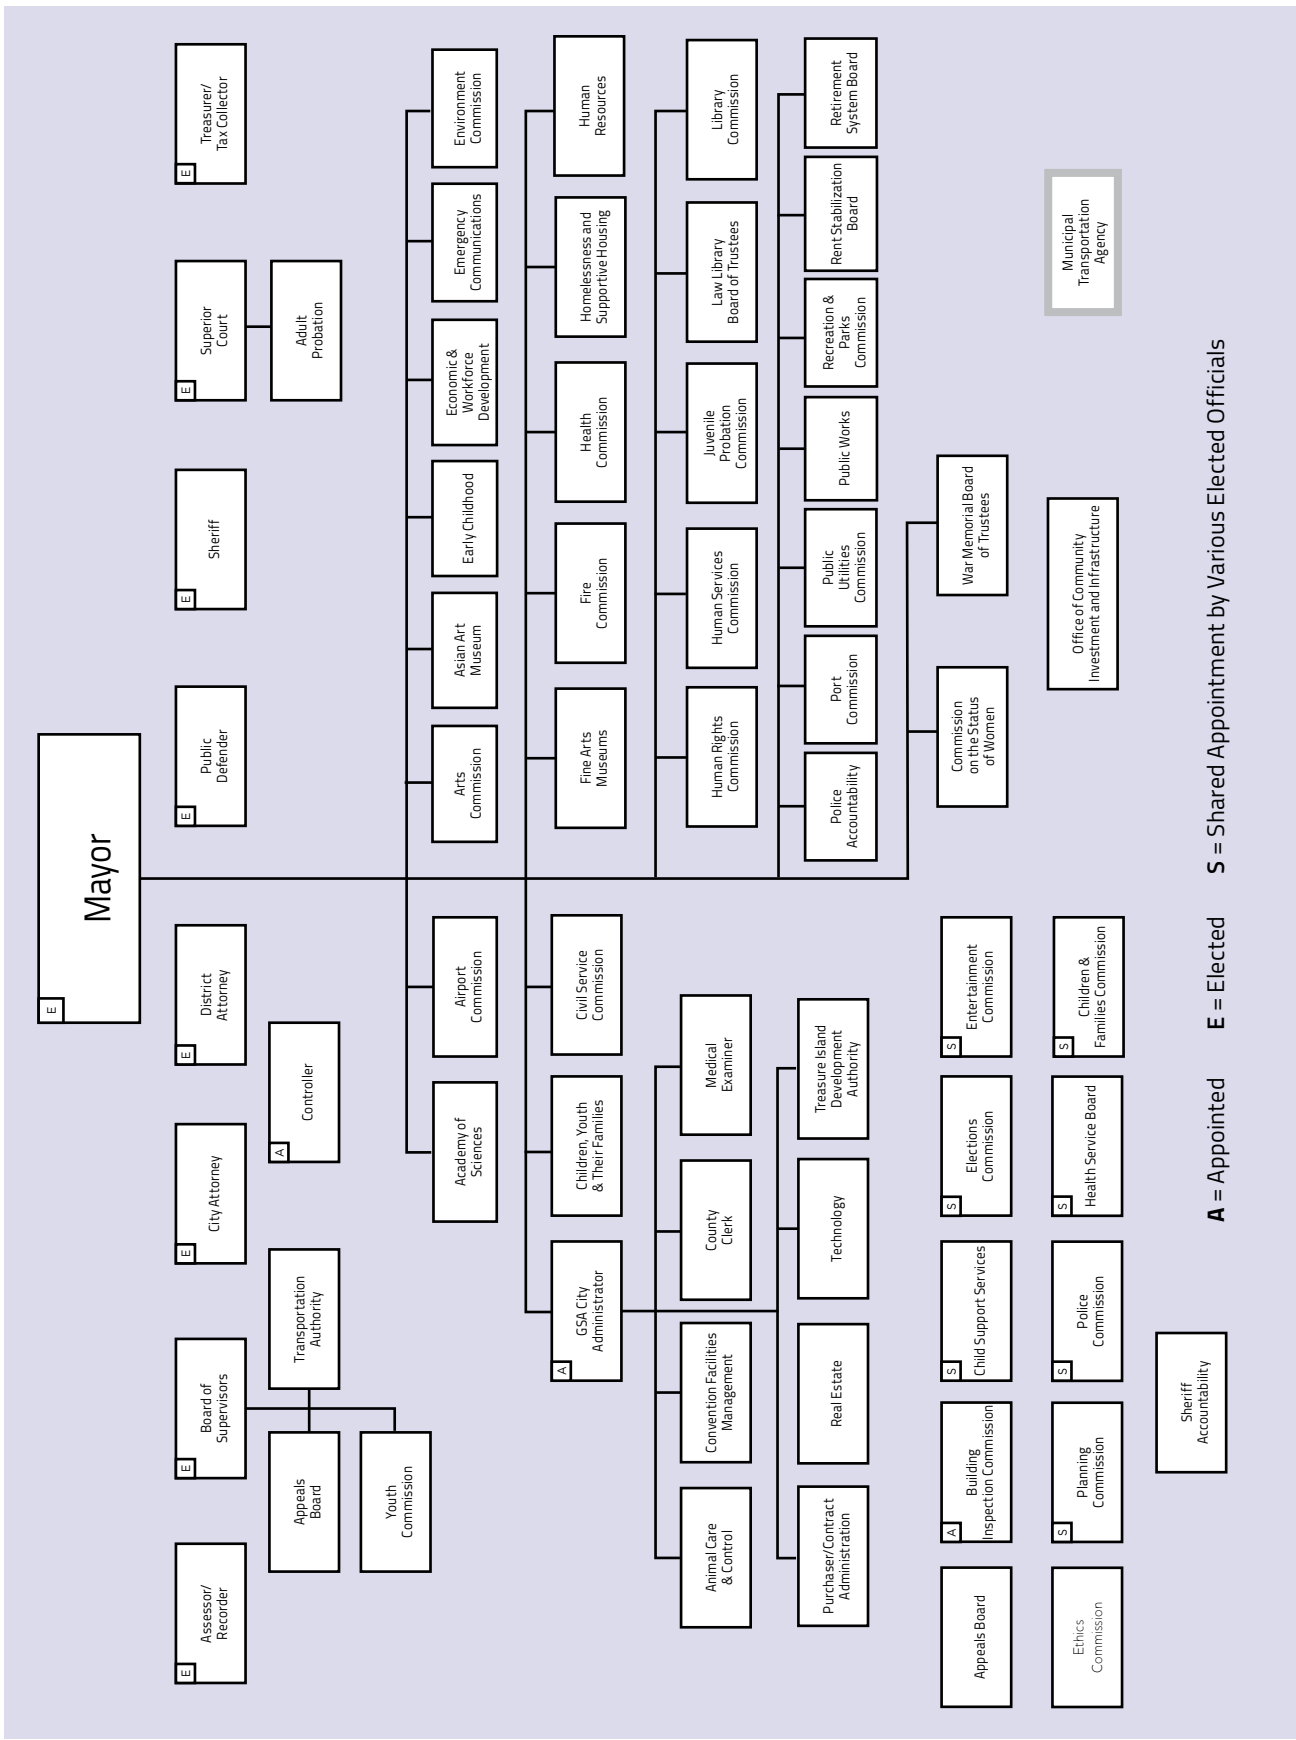 E
Mayor
E
Assessor/
Recorder
E
Board of
Supervisors
E
City Attorney
E
District
Attorney
E
Public
Defender
E
Sheriff
E
Superior
Court
E
Treasurer/
Tax Collector
Appeals
Board
Transportation
Authority
A
Controller
Adult
Probation
Youth
Commission
Academy of
Sciences
Airport
Commission
Arts
Commission
Asian Art
Museum
Early Childhood
Economic &
Workforce
Development
Emergency
Communications
Environment
Commission
A
GSA City
Administrator
Children, Youth
& Their Families
Civil Service
Commission
Fine Arts
Museums
Fire
Commission
Health
Commission
Homelessness and
Supportive Housing
Human
Resources
Animal Care
& Control
Convention Facilities
Management
County
Clerk
Medical
Examiner
Human Rights
Commission
Human Services
Commission
Juvenile
Probation
Commission
Law Library
Board of Trustees
Library
Commission
Purchaser/Contract
Administration
Real Estate
Technology
Treasure Island
Development
Authority
Police
Accountability
Port
Commission
Public
Utilities
Commission
Public Works
Recreation &
Parks
Commission
Rent Stabilization
Board
Retirement
System Board
Appeals Board
A
Building
Inspection Commission
S
Child Support Services
S
Elections
Commission
S
Entertainment
Commission
Commission
on the Status
of Women
War Memorial Board
of Trustees
Ethics
Commission
S
Planning
Commission
S
Police
Commission
S
Health Service Board
S
Children &
Families Commission
Office of Community
Investment and Infrastructure
Municipal
Transportation
Agency
Sheriff
Accountability
A = Appointed E = Elected S = Shared Appointment by Various Elected Officials